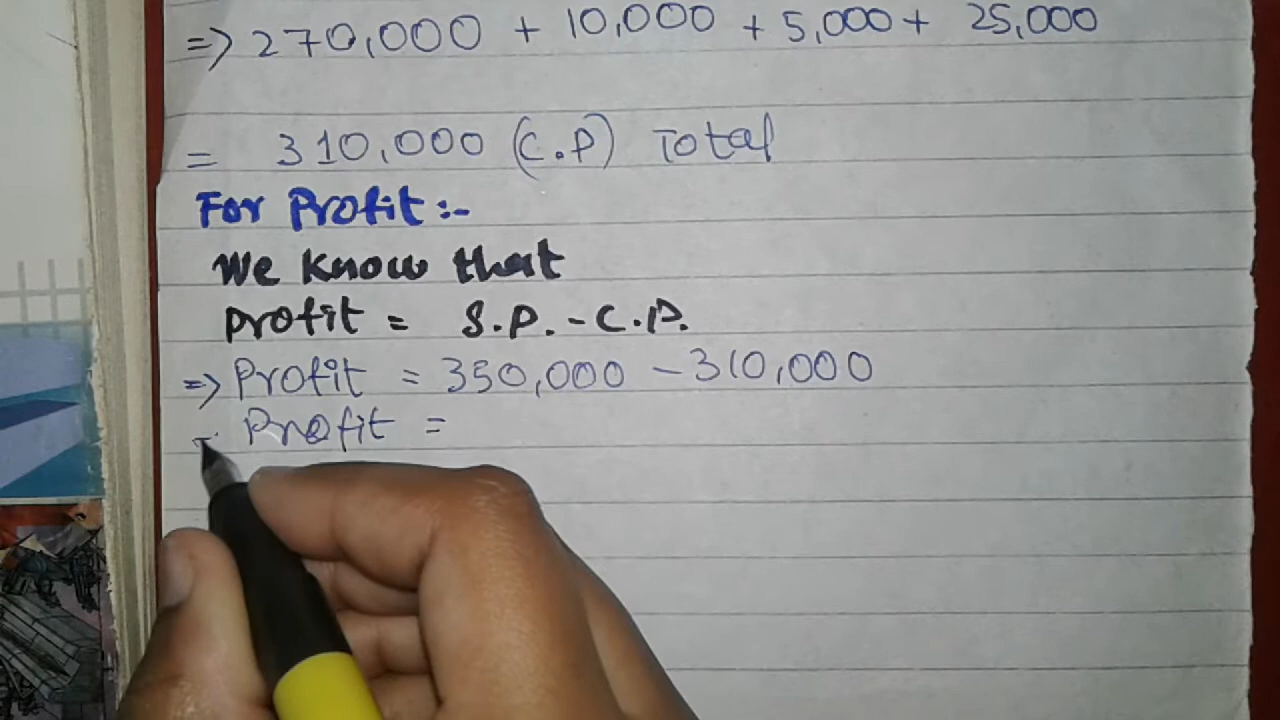 => 270,000 + 10,000 + 5,000 + 25,000
= 310,000 (C.P) Total
For Profit :-
We know that
Profit = S.P. - C.P.
=> Profit = 350,000 - 310,000
Profit =